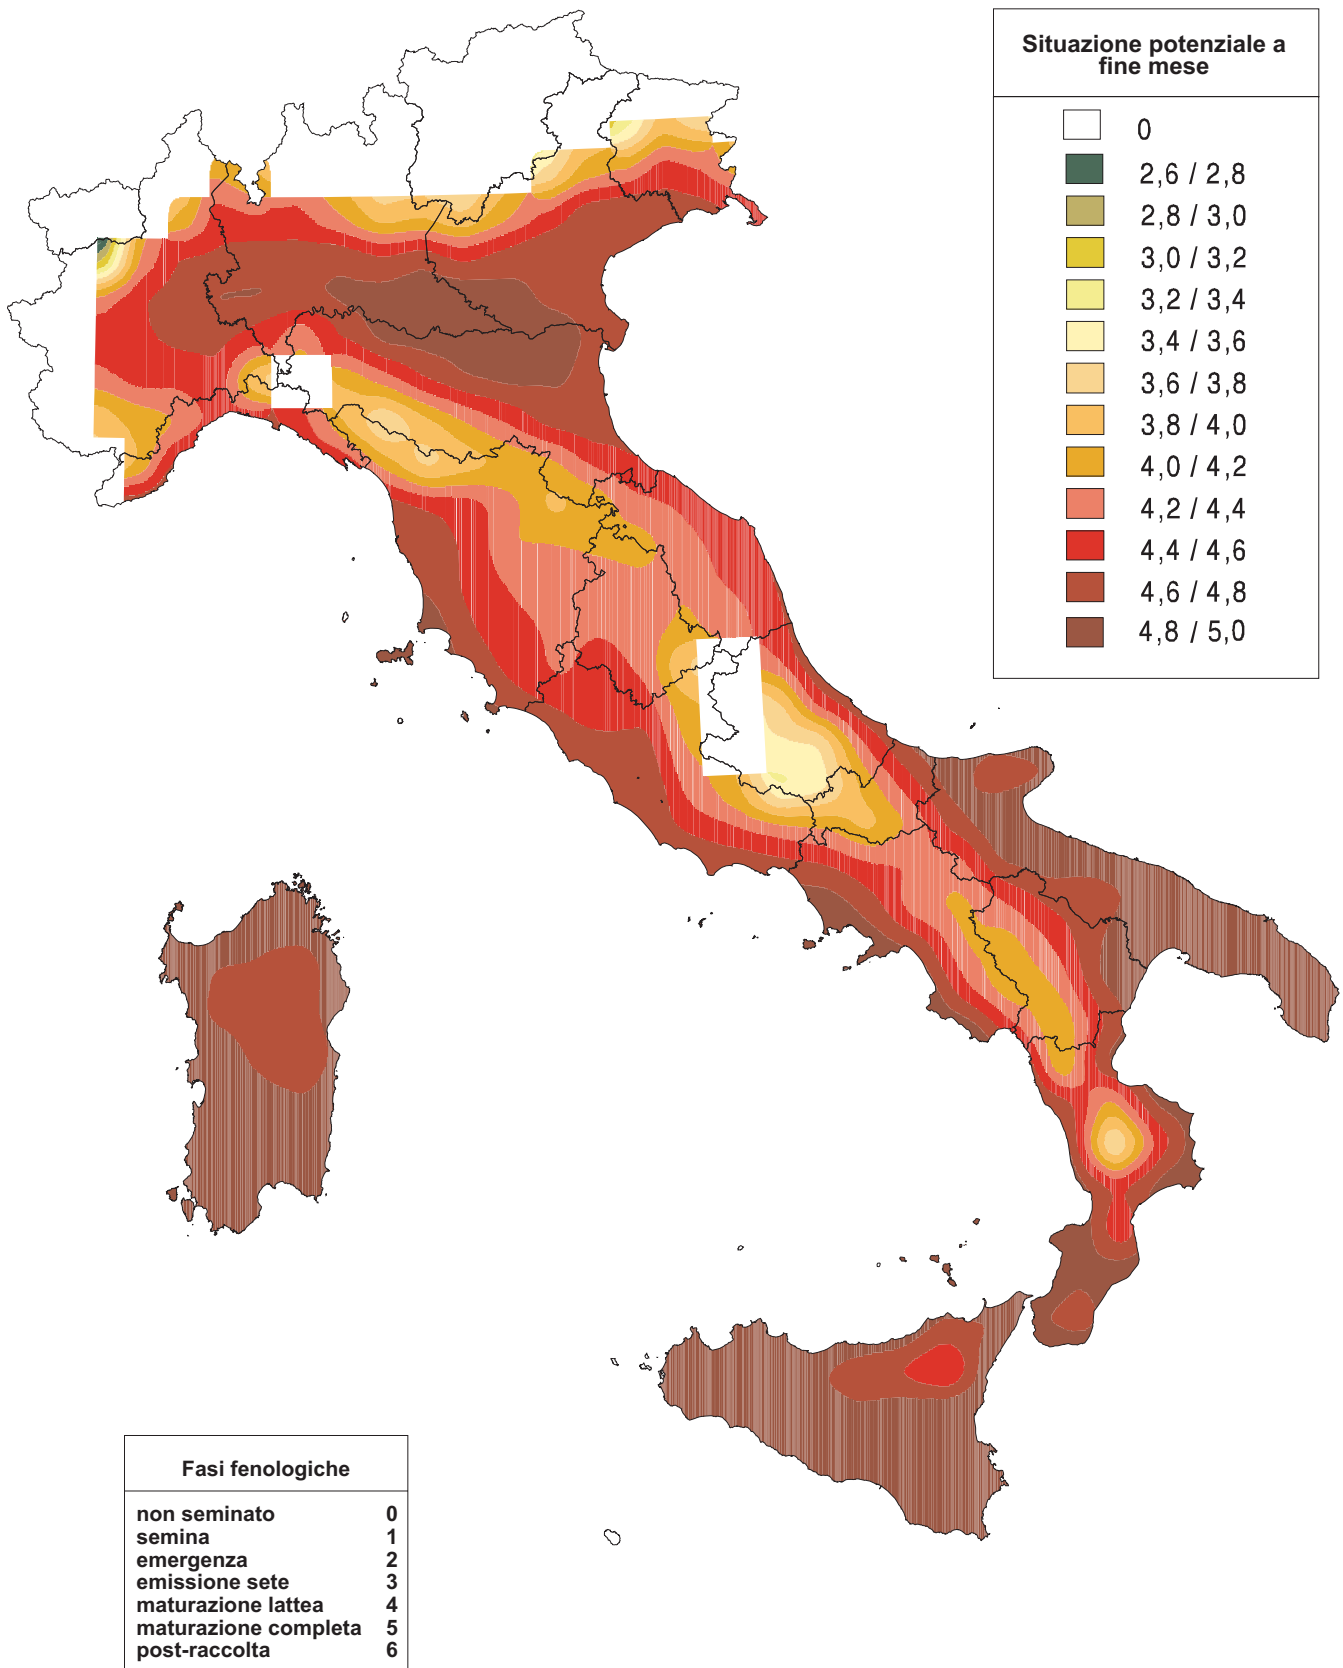 Situazione potenziale a
fine mese
0
2,6 / 2,8
2,8 / 3,0
3,0 / 3,2
3,2 / 3,4
3,4 / 3,6
3,6 / 3,8
3,8 / 4,0
4,0 / 4,2
4,2 / 4,4
4,4 / 4,6
4,6 / 4,8
4,8 / 5,0
Fasi fenologiche
non seminato 0
semina 1
emergenza 2
emissione sete 3
maturazione lattea 4
maturazione completa 5
post-raccolta 6